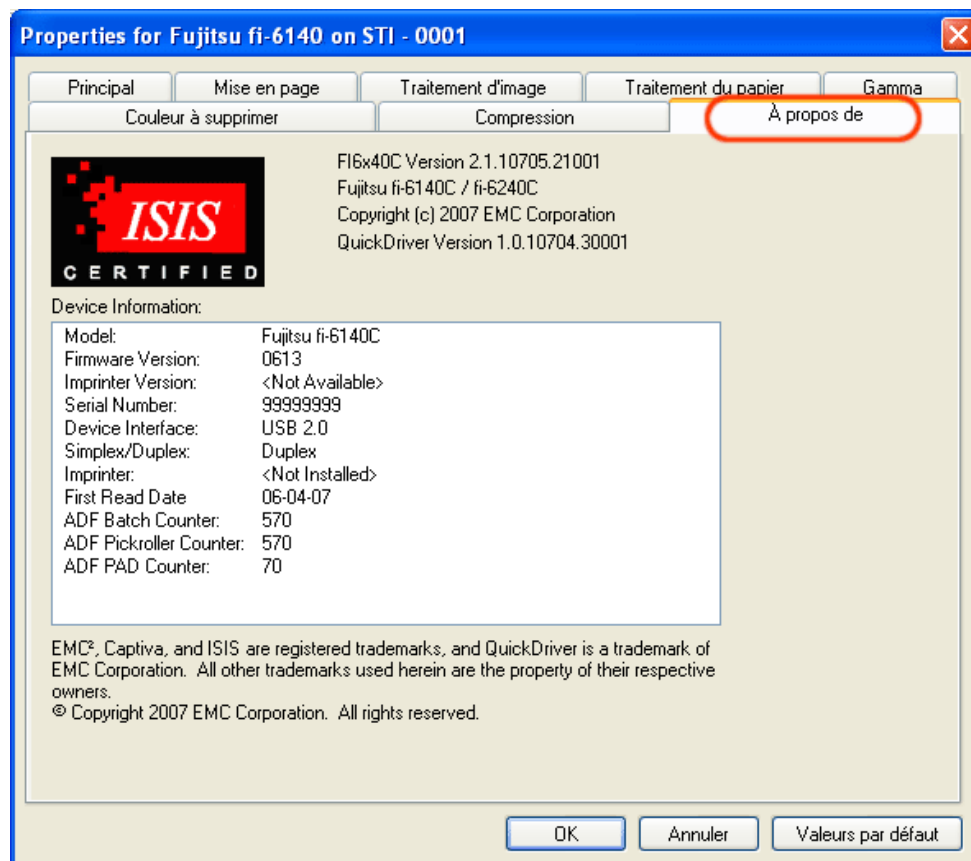 Properties for Fujitsu fi-6140 on STI - 0001
Principal
Mise en page
Traitement d'image
Traitement du papier
Gamma
Couleur à supprimer
Compression
À propos de
ISIS
CERTIFIED
FI6x40C Version 2.1.10705.21001
Fujitsu fi-6140C / fi-6240C
Copyright (c) 2007 EMC Corporation
QuickDriver Version 1.0.10704.30001
Device Information:
Model: Fujitsu fi-6140C
Firmware Version: 0613
Imprinter Version: <Not Available>
Serial Number: 99999999
Device Interface: USB 2.0
Simplex/Duplex: Duplex
Imprinter: <Not Installed>
First Read Date 06-04-07
ADF Batch Counter: 570
ADF Pickroller Counter: 570
ADF PAD Counter: 70
EMC², Captiva, and ISIS are registered trademarks, and QuickDriver is a trademark of
EMC Corporation. All other trademarks used herein are the property of their respective
owners.
© Copyright 2007 EMC Corporation. All rights reserved.
OK
Annuler
Valeurs par défaut